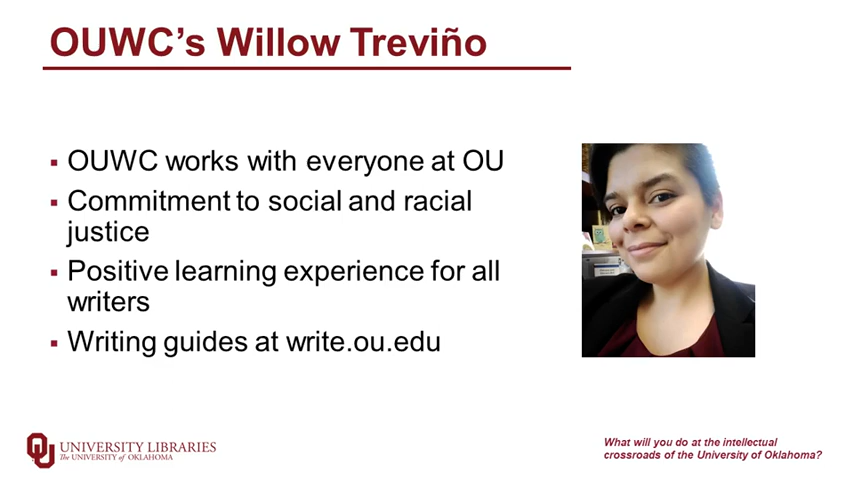 OUWC’s Willow Treviño
▪ OUWC works with everyone at OU
▪ Commitment to social and racial
justice
▪ Positive learning experience for all
writers
▪ Writing guides at write.ou.edu
UNIVERSITY LIBRARIES
The UNIVERSITY of OKLAHOMA
What will you do at the intellectual
crossroads of the University of Oklahoma?